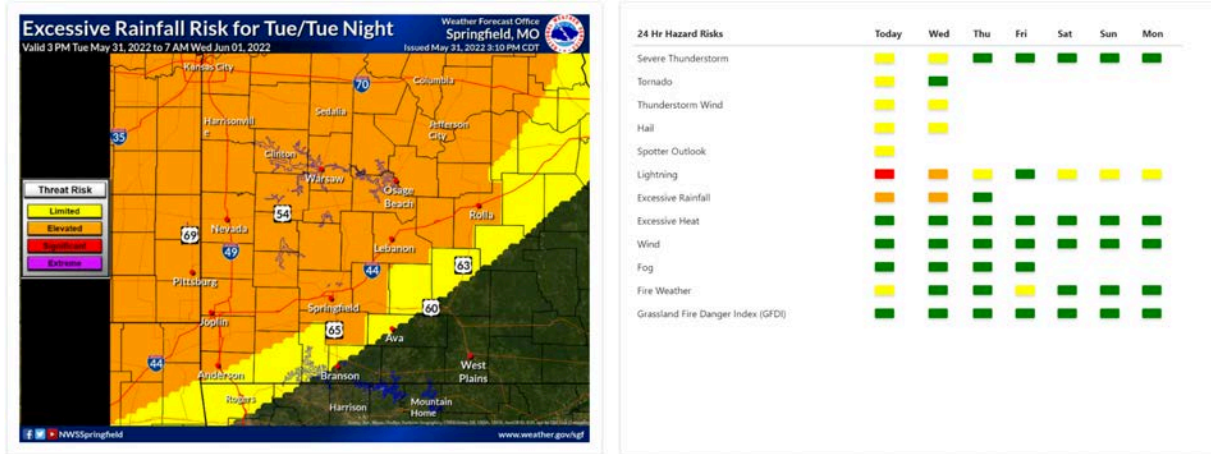 Excessive Rainfall Risk for Tue/Tue Night
Valid 3 PM Tue May 31, 2022 to 7 AM Wed Jun 01, 2022
Weather Forecast Office
Springfield, MO
Issued May 31, 2022 3:10 PM CDT
Kansas City
70
Columbia
Sedalia
Harrisonvill
e
Jefferson
City
35
Clinton
Warsaw
Osage
Beach
Threat Risk
Limited
Elevated
Significant
Extreme
54
Rolla
69
Nevada
49
Lebanon
63
44
Pittsburg
Springfield
60
Joplin
65
Ava
44
Anderson
Branson
West
Plains
Rogers
Harrison
Mountain
Home
NWSSpringfield
www.weather.gov/sgf
24 Hr Hazard Risks Today Wed Thu Fri Sat Sun Mon
Severe Thunderstorm
Tornado
Thunderstorm Wind
Hail
Spotter Outlook
Lightning
Excessive Rainfall
Excessive Heat
Wind
Fog
Fire Weather
Grassland Fire Danger Index (GFDI)